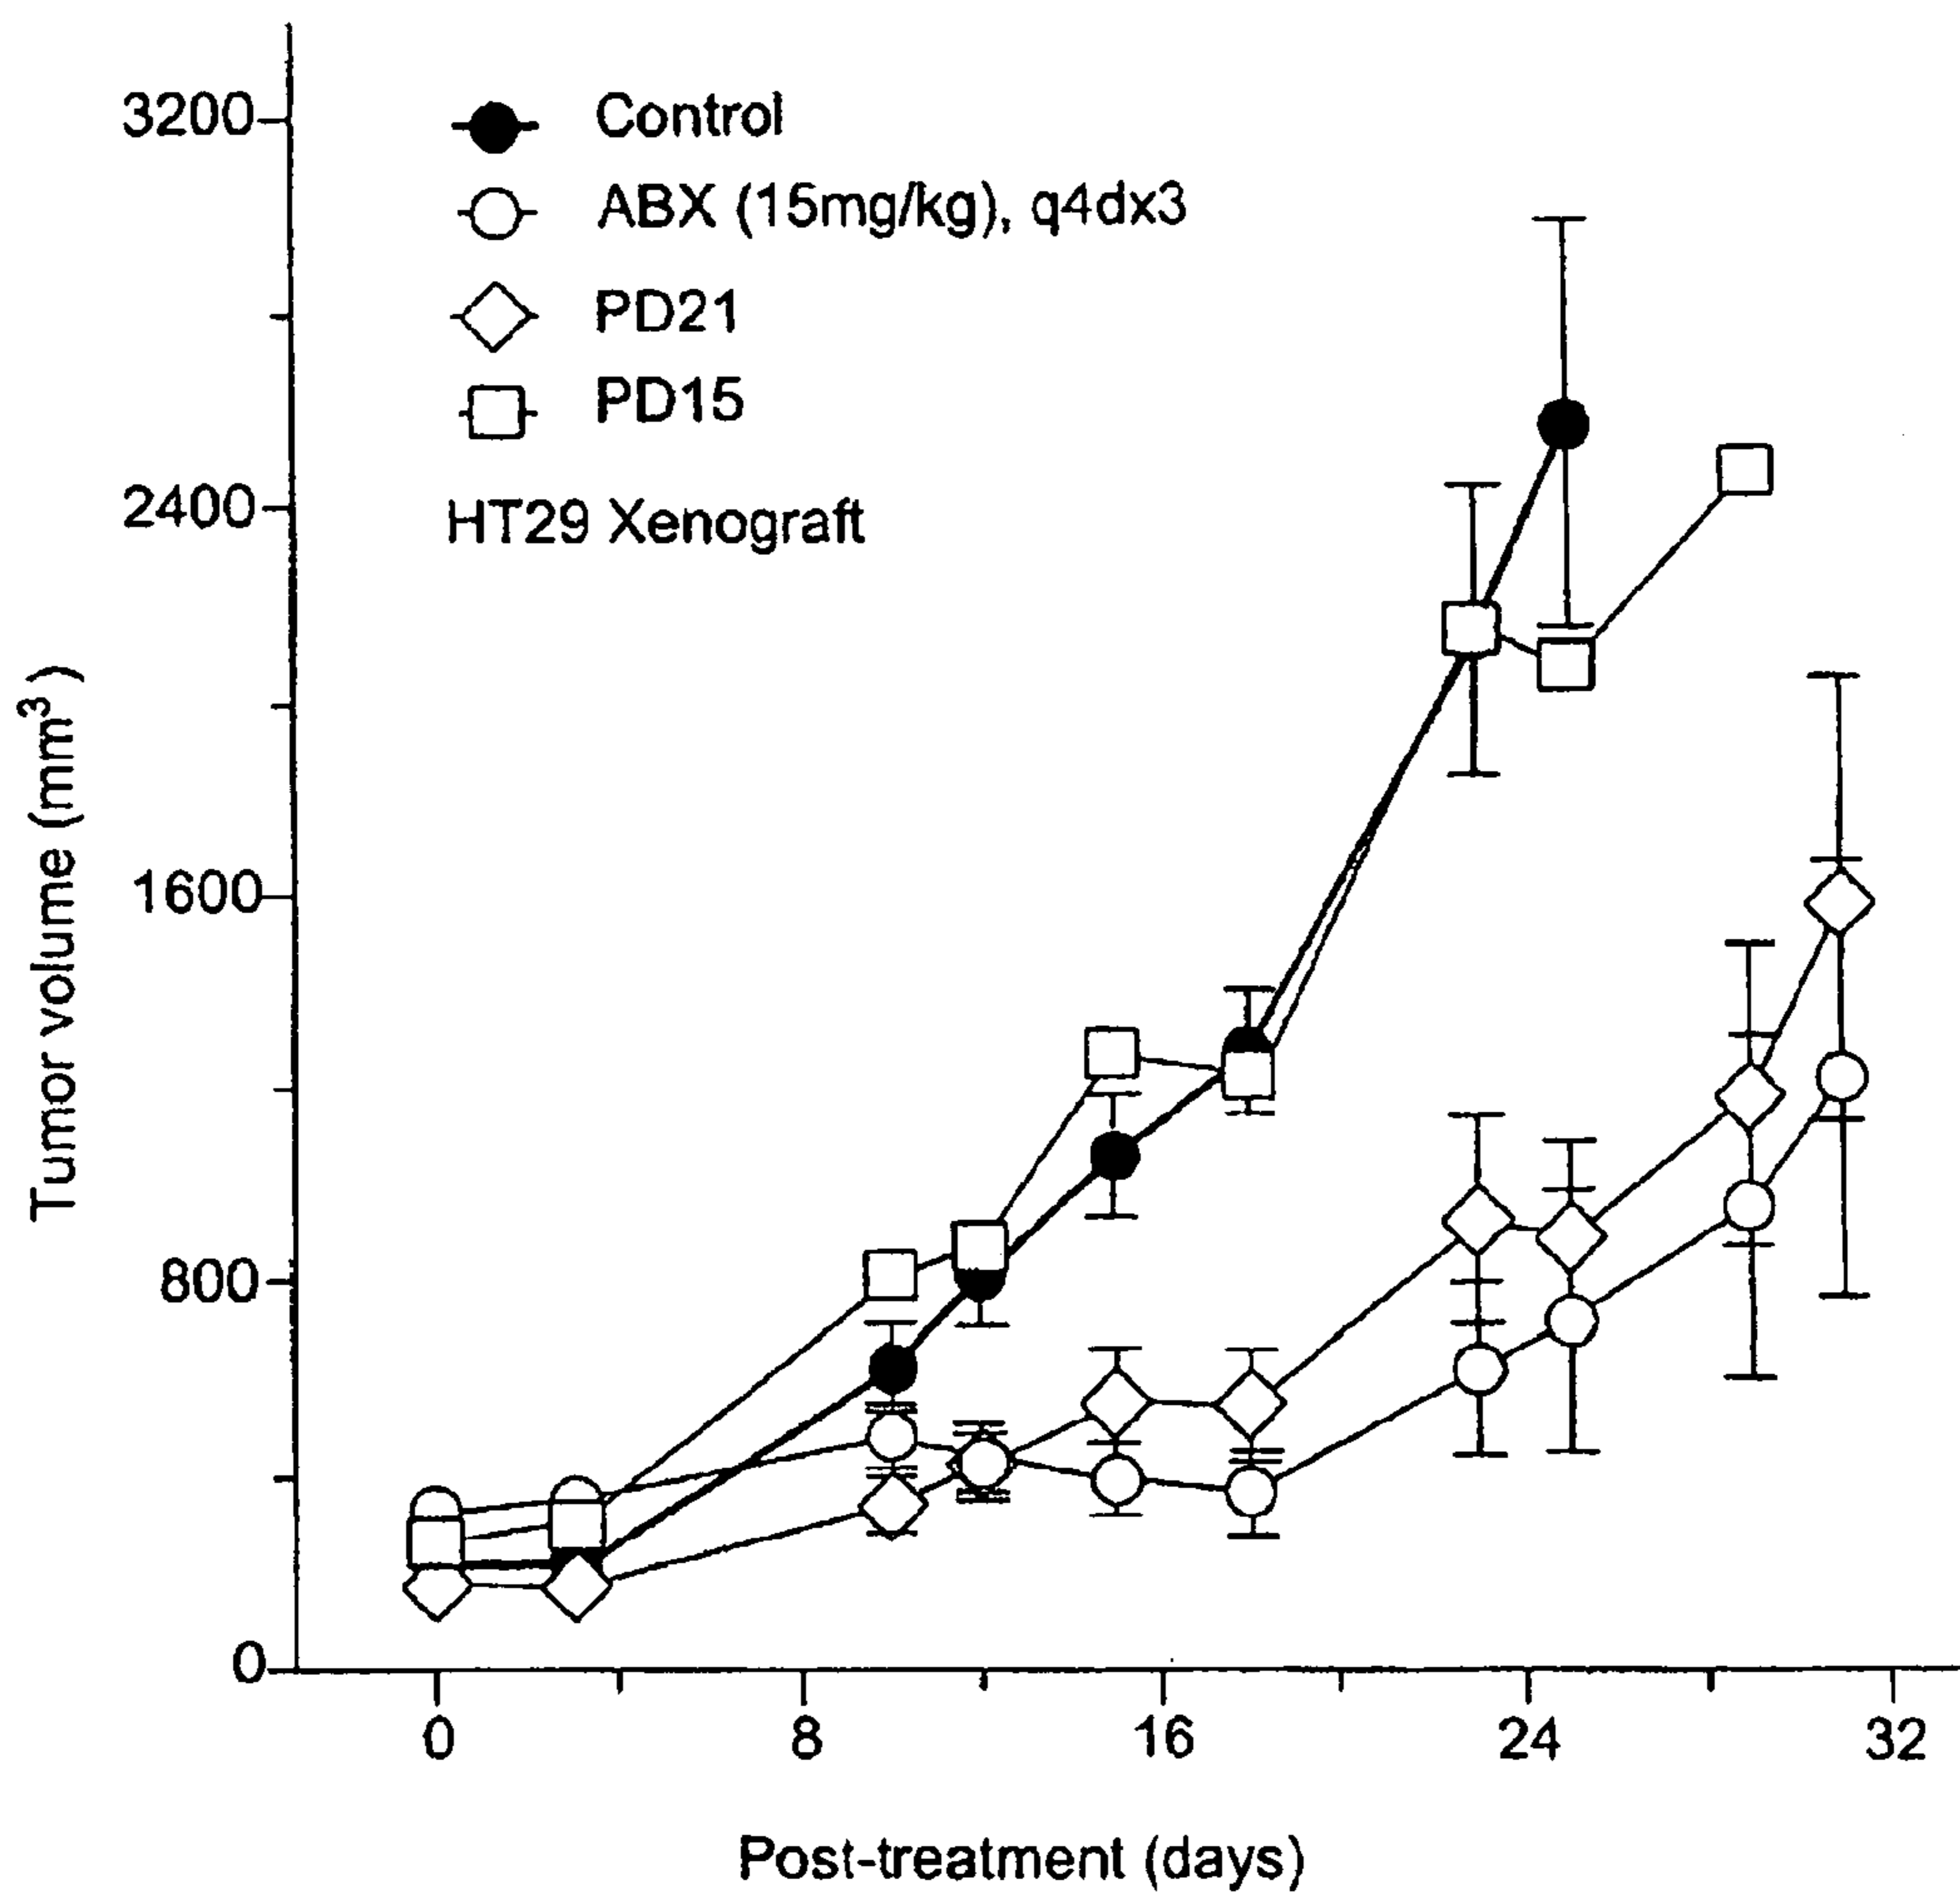 3200
2400
1600
800
0
Tumor volume (mm³)
Control
ABX (15mg/kg), q4dx3
PD21
PD15
HT29 Xenograft
0 8 16 24 32
Post-treatment (days)